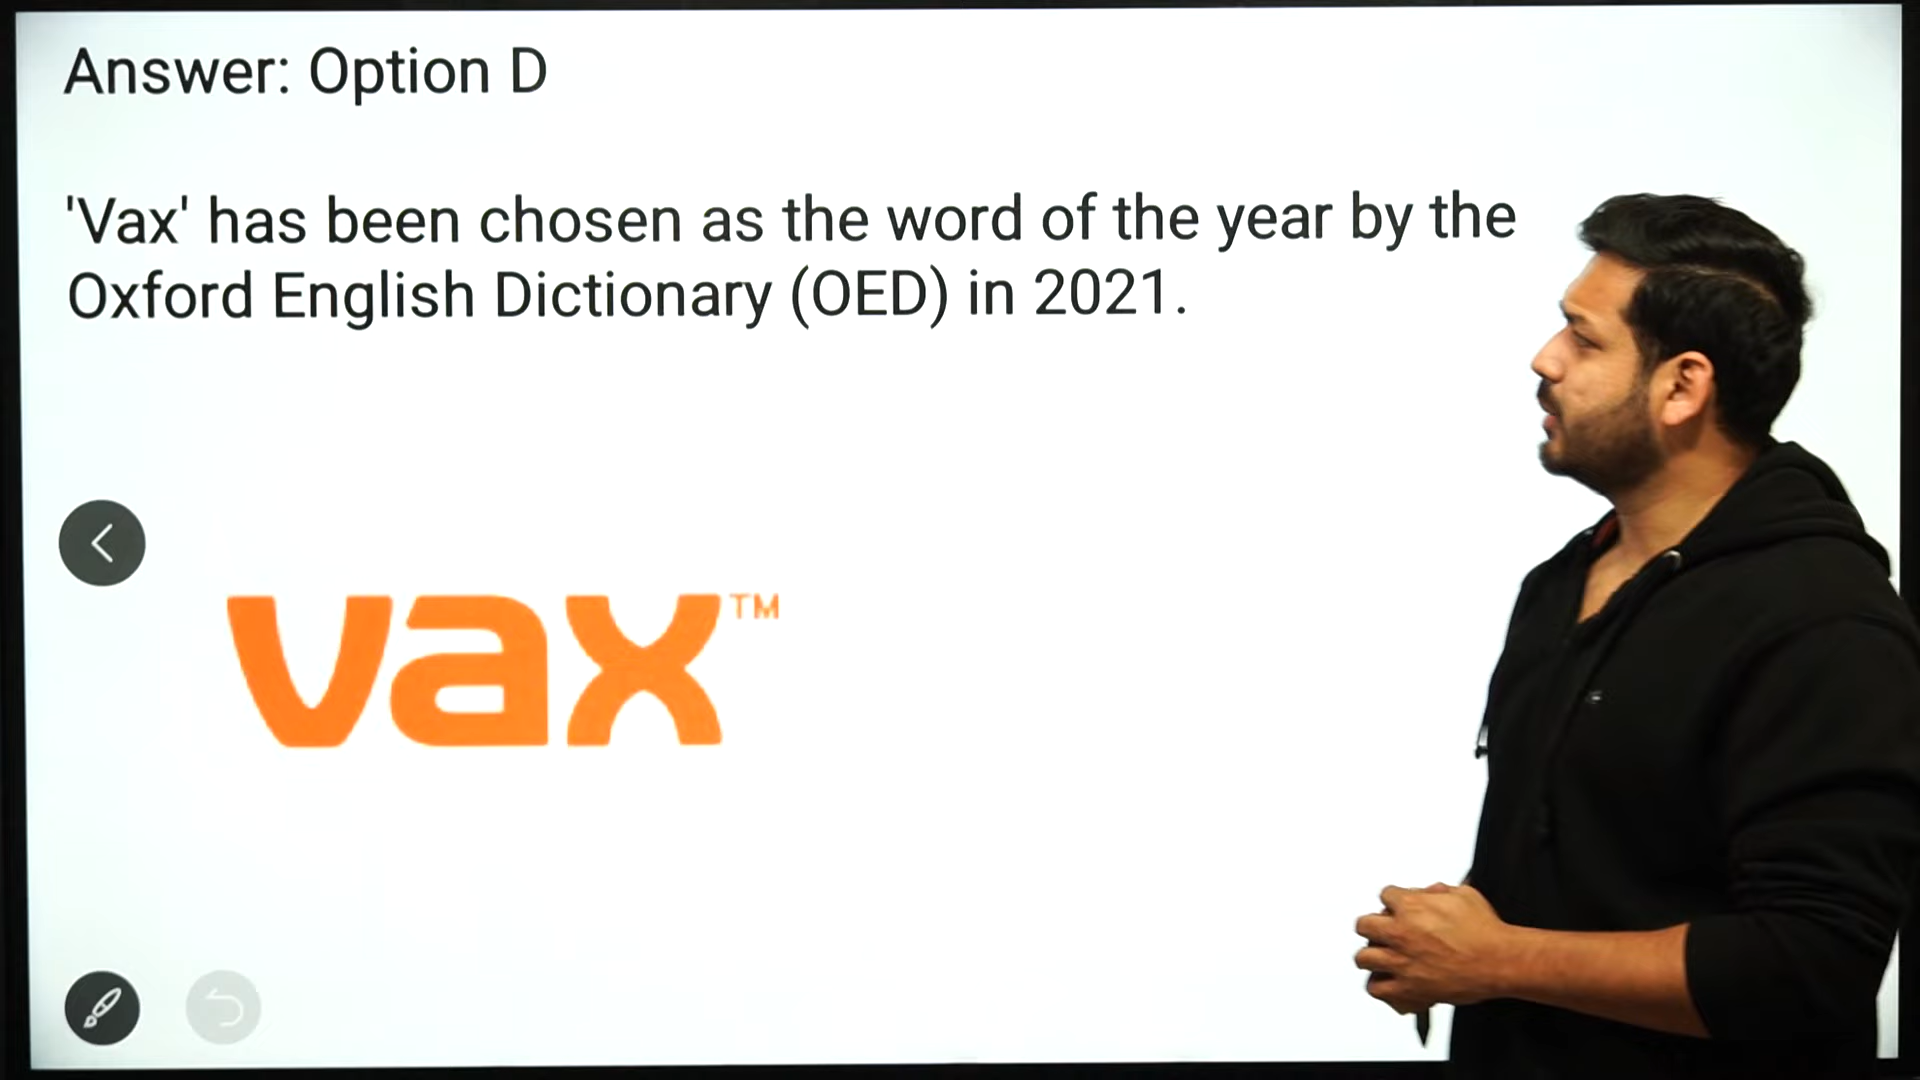 Answer: Option D
'Vax' has been chosen as the word of the year by the
Oxford English Dictionary (OED) in 2021.
vax™